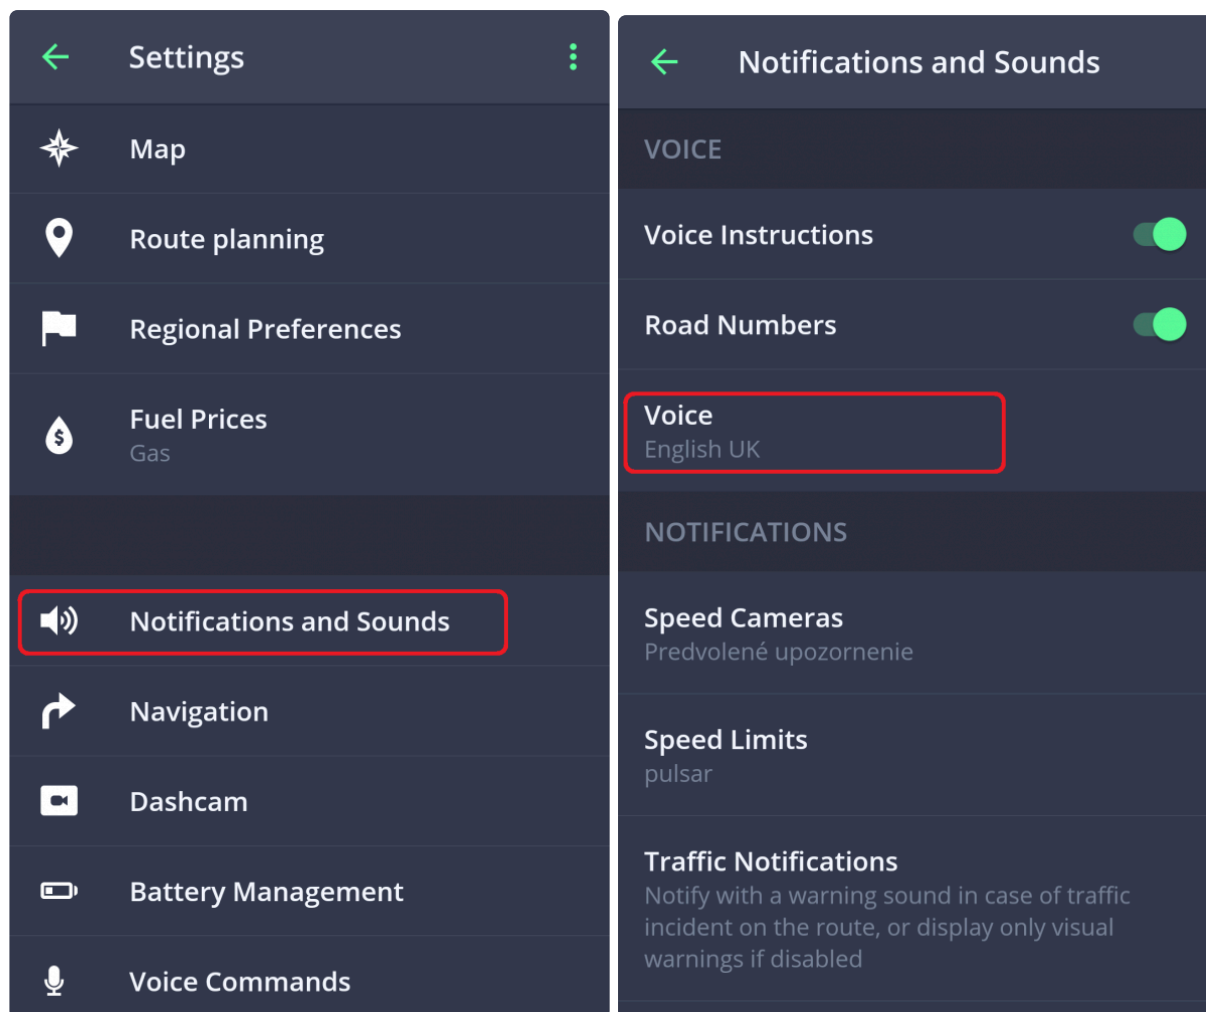 Settings
Map
Route planning
Regional Preferences
Fuel Prices
Gas
Notifications and Sounds
Navigation
Dashcam
Battery Management
Voice Commands
Notifications and Sounds
VOICE
Voice Instructions
Road Numbers
Voice
English UK
NOTIFICATIONS
Speed Cameras
Predvolené upozornenie
Speed Limits
pulsar
Traffic Notifications
Notify with a warning sound in case of traffic
incident on the route, or display only visual
warnings if disabled